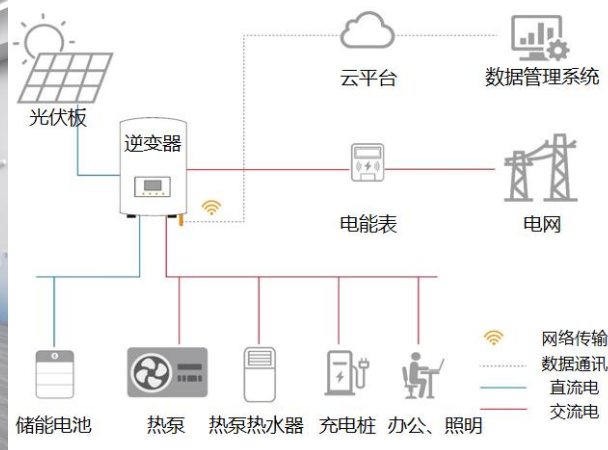 云平台
数据管理系统
光伏板
逆变器
电能表
电网
网络传输
数据通讯
直流电
交流电
储能电池
热泵
热泵热水器
充电桩
办公、照明